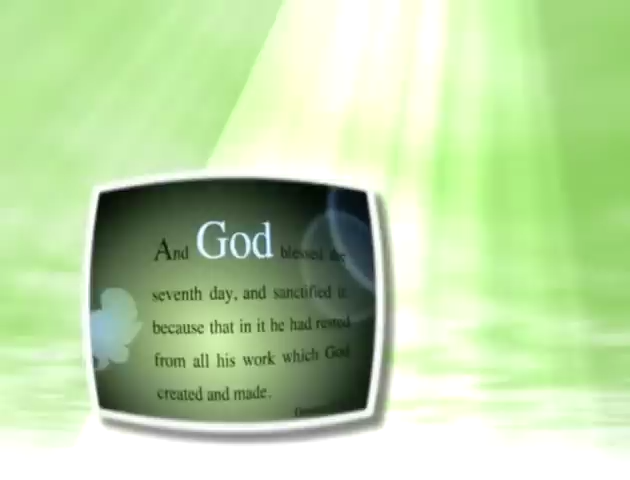 And God blessed the
seventh day, and sanctified it:
because that in it he had rested
from all his work which God
created and made.